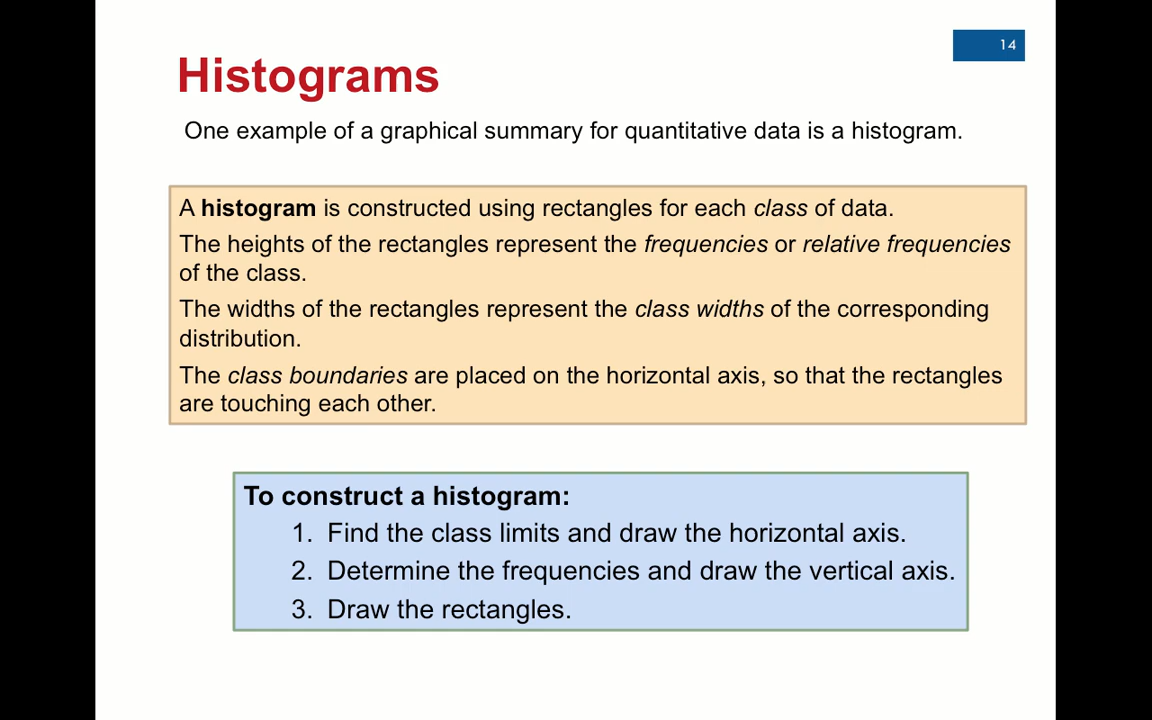 14
Histograms
One example of a graphical summary for quantitative data is a histogram.
A histogram is constructed using rectangles for each class of data.
The heights of the rectangles represent the frequencies or relative frequencies
of the class.
The widths of the rectangles represent the class widths of the corresponding
distribution.
The class boundaries are placed on the horizontal axis, so that the rectangles
are touching each other.
To construct a histogram:
1. Find the class limits and draw the horizontal axis.
2. Determine the frequencies and draw the vertical axis.
3. Draw the rectangles.